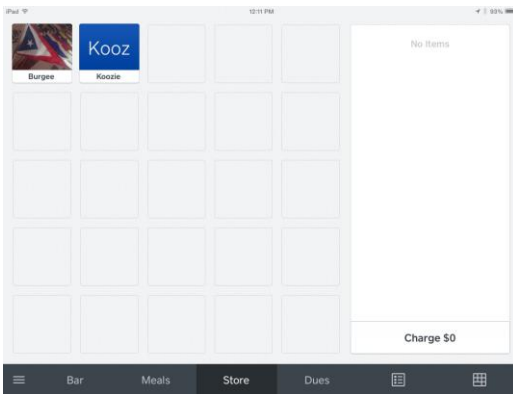 iPad
12:11 PM
93%
Kooz
Burgee
Koozie
No Items
Charge $0
Bar
Meals
Store
Dues